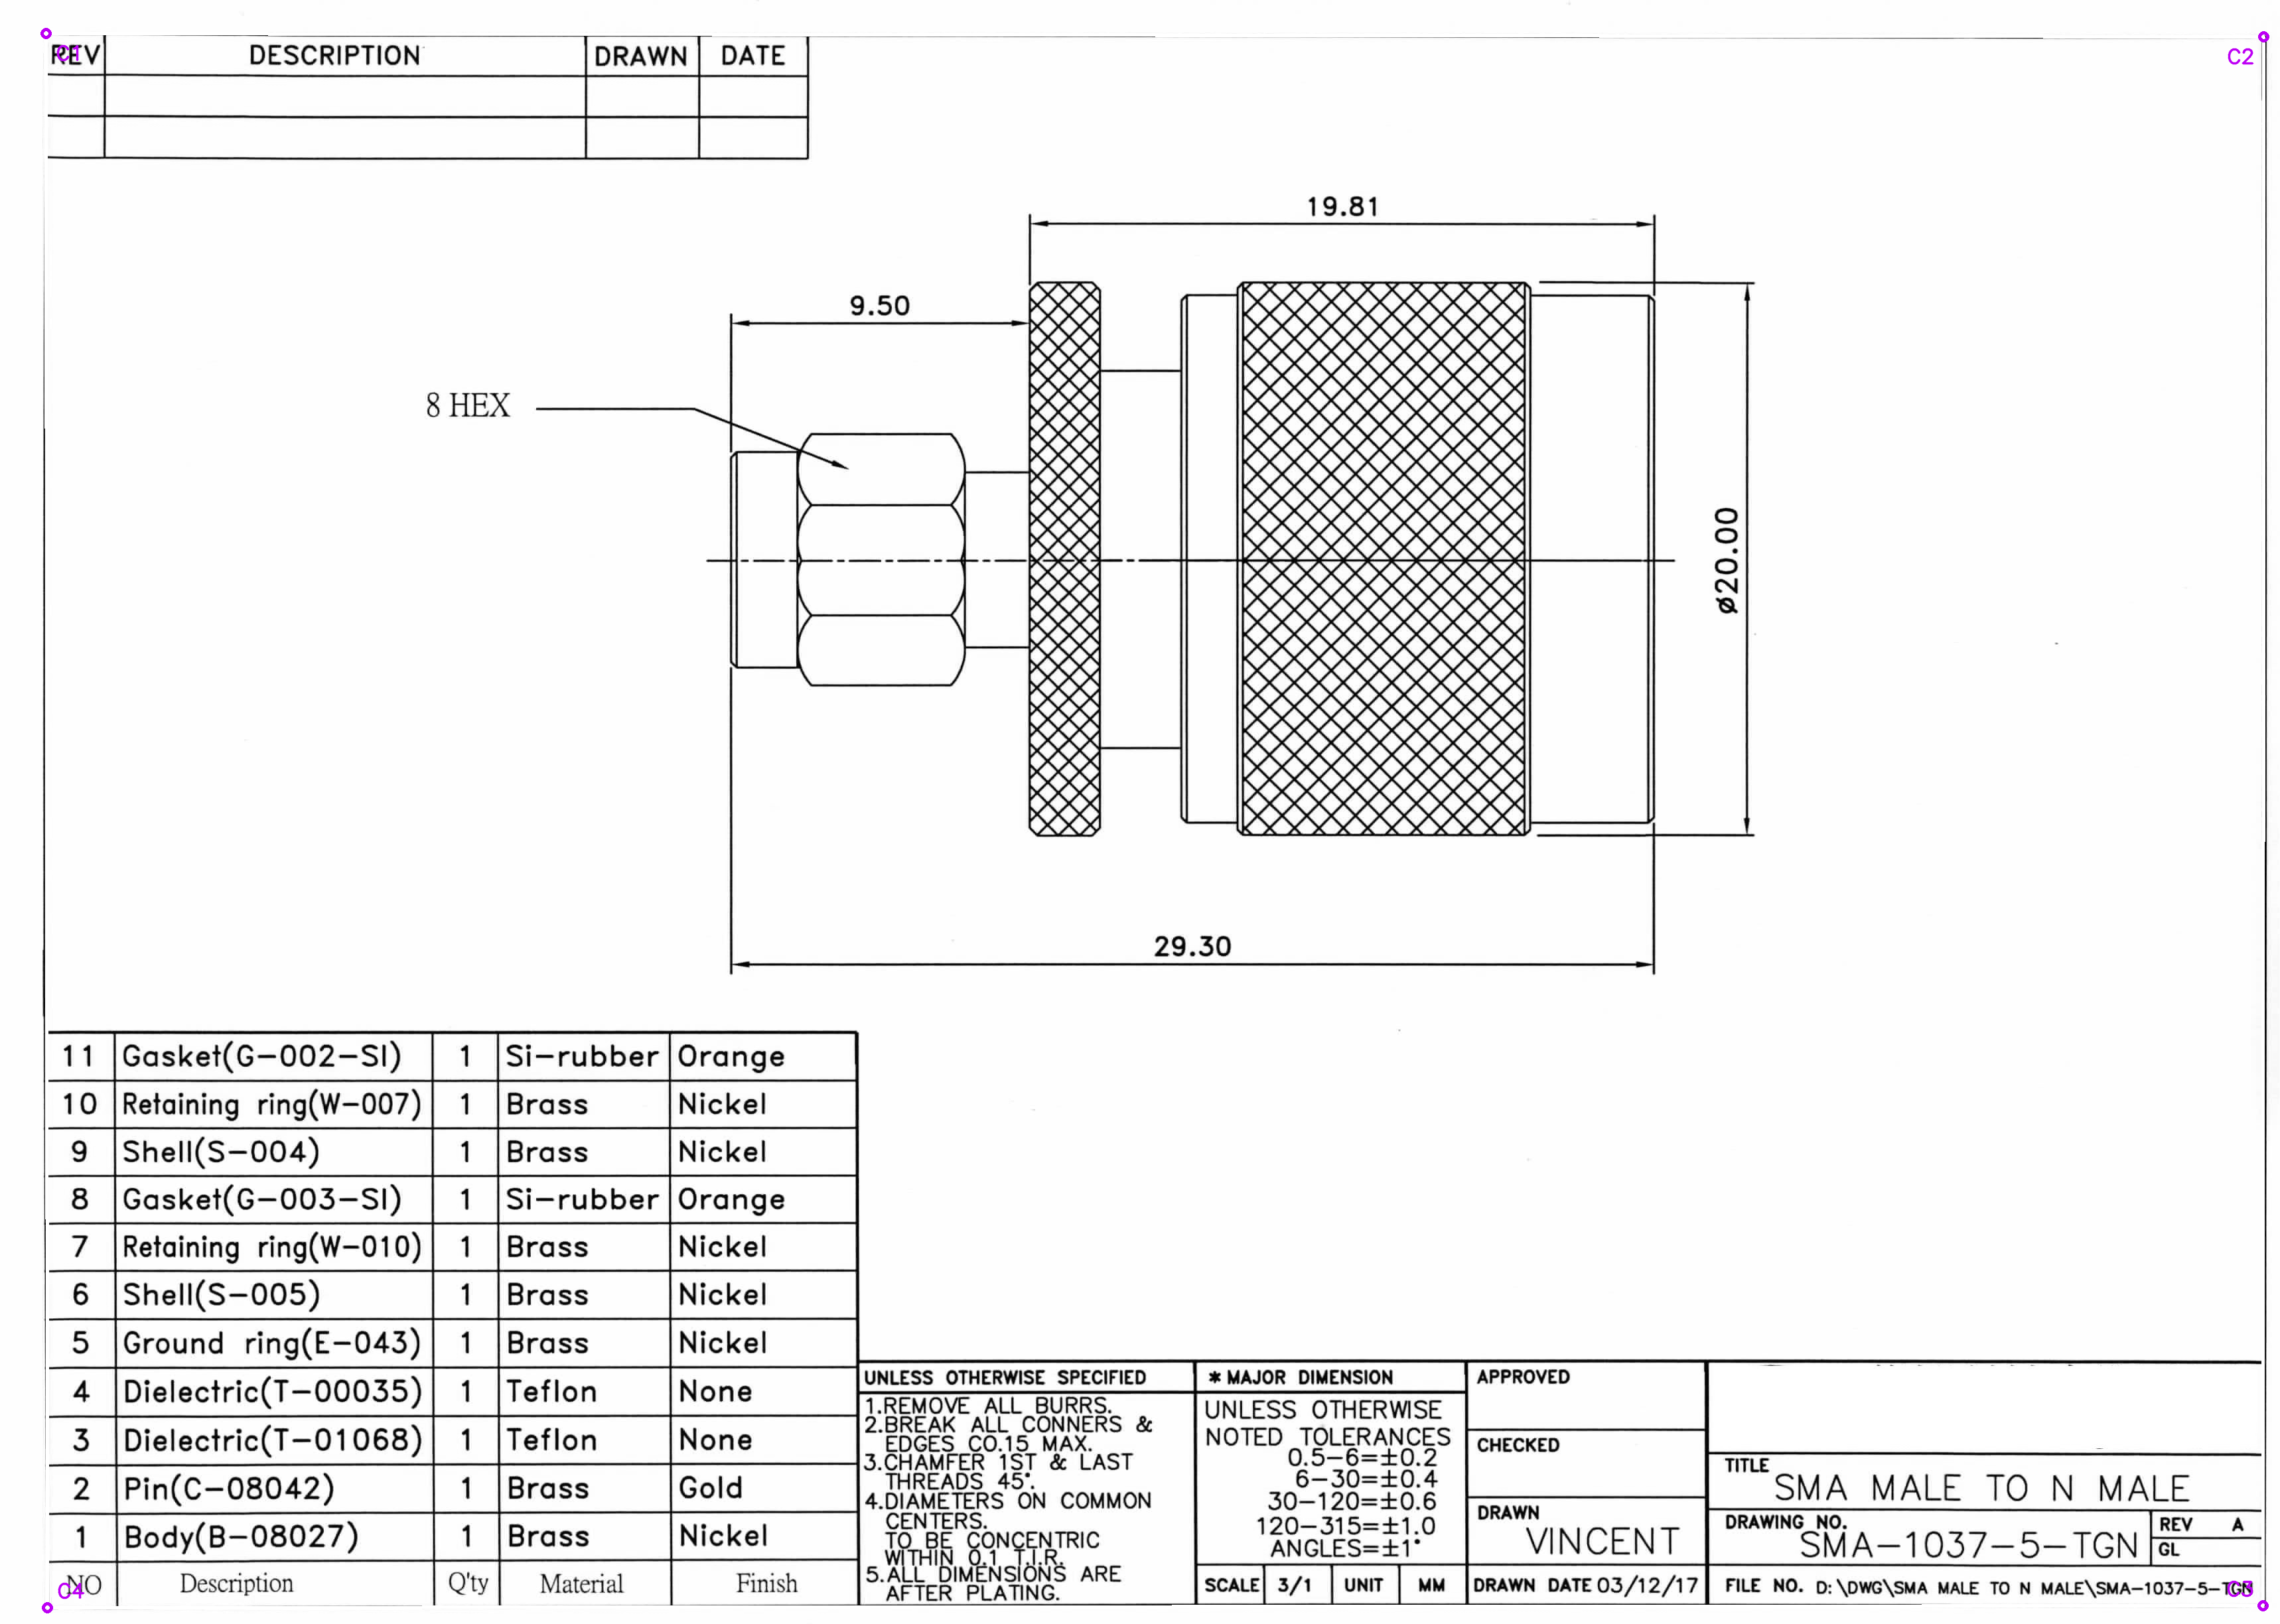 REV DESCRIPTION DRAWN DATE
C1
C2
19.81
9.50
8 HEX
ø20.00
29.30
11 Gasket(G-002-SI) 1 Si-rubber Orange
10 Retaining ring(W-007) 1 Brass Nickel
9 Shell(S-004) 1 Brass Nickel
8 Gasket(G-003-SI) 1 Si-rubber Orange
7 Retaining ring(W-010) 1 Brass Nickel
6 Shell(S-005) 1 Brass Nickel
5 Ground ring(E-043) 1 Brass Nickel
4 Dielectric(T-00035) 1 Teflon None
3 Dielectric(T-01068) 1 Teflon None
2 Pin(C-08042) 1 Brass Gold
1 Body(B-08027) 1 Brass Nickel
NO Description Q'ty Material Finish
C4
UNLESS OTHERWISE SPECIFIED
1.REMOVE ALL BURRS.
2.BREAK ALL CONNERS &
EDGES CO.15 MAX.
3.CHAMFER 1ST & LAST
THREADS 45°.
4.DIAMETERS ON COMMON
CENTERS.
TO BE CONCENTRIC
WITHIN 0.1 T.I.R.
5.ALL DIMENSIONS ARE
AFTER PLATING.
* MAJOR DIMENSION
UNLESS OTHERWISE
NOTED TOLERANCES
0.5-6=±0.2
6-30=±0.4
30-120=±0.6
120-315=±1.0
ANGLES=±1°
SCALE 3/1 UNIT MM
APPROVED
CHECKED
DRAWN
VINCENT
DRAWN DATE 03/12/17
TITLE
SMA MALE TO N MALE
DRAWING NO.
SMA-1037-5-TGN
REV A
GL
FILE NO. D:\DWG\SMA MALE TO N MALE\SMA-1037-5-TGN
C3